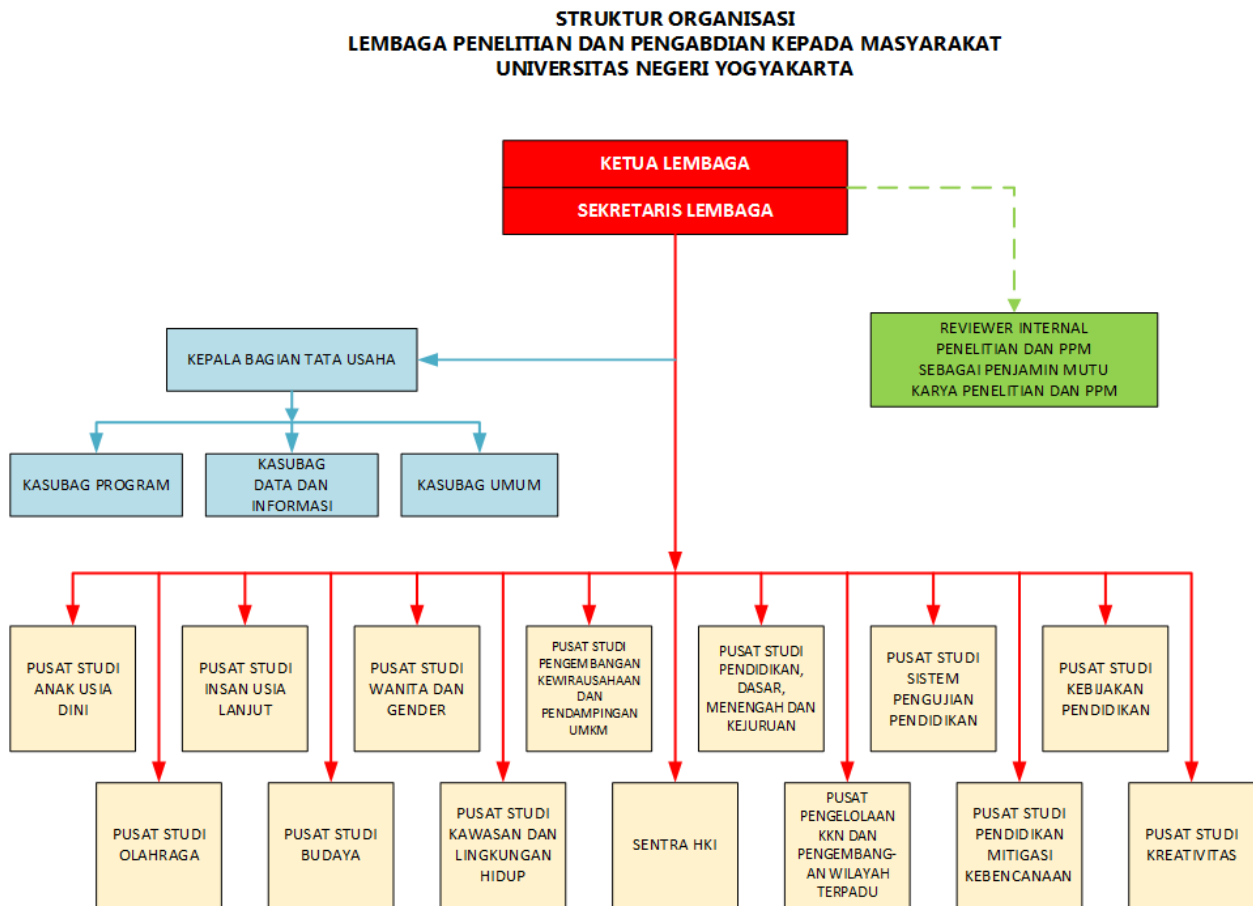 STRUKTUR ORGANISASI
LEMBAGA PENELITIAN DAN PENGABDIAN KEPADA MASYARAKAT
UNIVERSITAS NEGERI YOGYAKARTA
KETUA LEMBAGA
SEKRETARIS LEMBAGA
REVIEWER INTERNAL
PENELITIAN DAN PPM
SEBAGAI PENJAMIN MUTU
KARYA PENELITIAN DAN PPM
KEPALA BAGIAN TATA USAHA
KASUBAG PROGRAM
KASUBAG
DATA DAN
INFORMASI
KASUBAG UMUM
PUSAT STUDI
ANAK USIA
DINI
PUSAT STUDI
INSAN USIA
LANJUT
PUSAT STUDI
WANITA DAN
GENDER
PUSAT STUDI
PENGEMBANGAN
KEWIRAUSAHAAN
DAN
PENDAMPINGAN
UMKM
PUSAT STUDI
PENDIDIKAN,
DASAR,
MENENGAH DAN
KEJURUAN
PUSAT STUDI
SISTEM
PENGUJIAN
PENDIDIKAN
PUSAT STUDI
KEBIJAKAN
PENDIDIKAN
PUSAT STUDI
OLAHRAGA
PUSAT STUDI
BUDAYA
PUSAT STUDI
KAWASAN DAN
LINGKUNGAN
HIDUP
SENTRA HKI
PUSAT
PENGELOLAAN
KKN DAN
PENGEMBANG-
AN WILAYAH
TERPADU
PUSAT STUDI
PENDIDIKAN
MITIGASI
KEBENCANAAN
PUSAT STUDI
KREATIVITAS